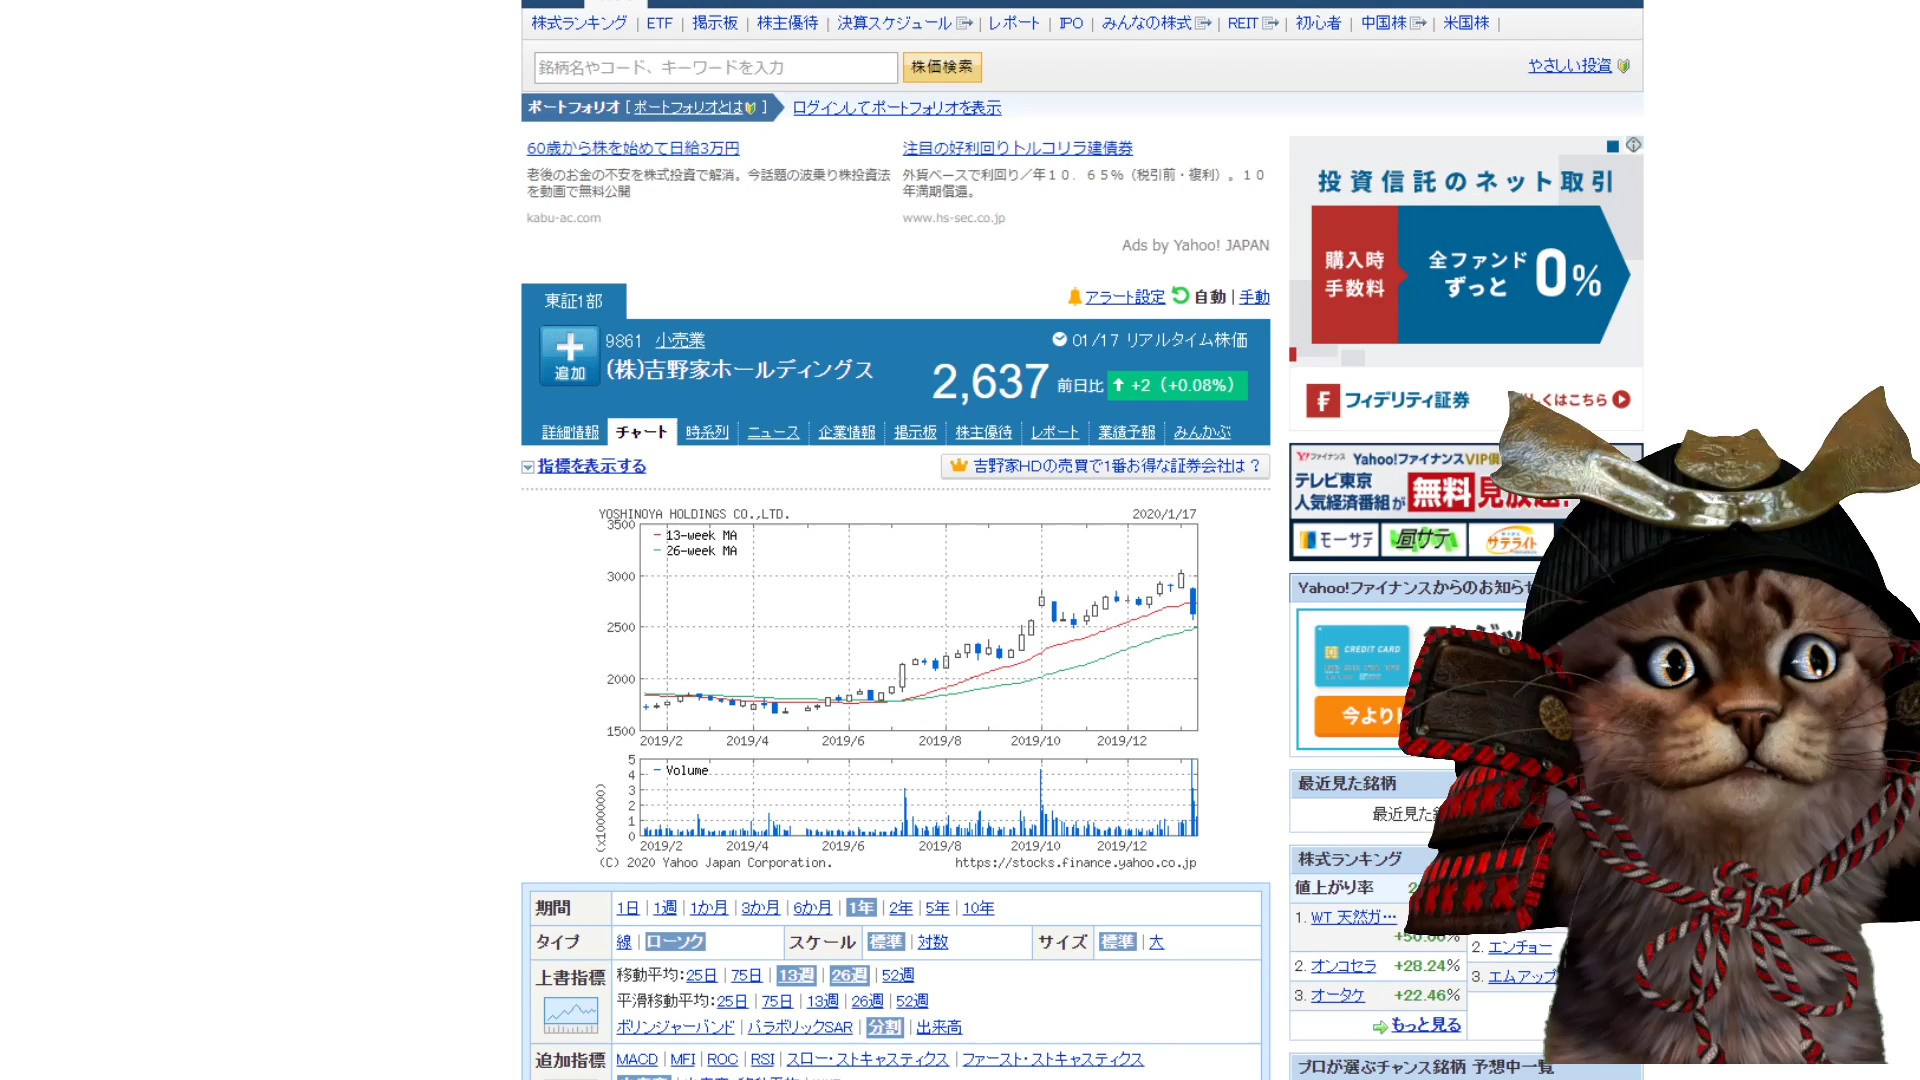 株式ランキング | ETF | 掲示板 | 株主優待 | 決算スケジュール | レポート | IPO | みんなの株式 | REIT | 初心者 | 中国株 | 米国株 |
銘柄名やコード、キーワードを入力
株価検索
やさしい投資
ポートフォリオ [ ポートフォリオとは ]
ログインしてポートフォリオを表示
60歳から株を始めて日給3万円
老後のお金の不安を株式投資で解消。今話題の波乗り株投資法
を動画で無料公開
kabu-ac.com
注目の好利回りトルコリラ建債券
外貨ベースで利回り／年１０．６５％（税引前・複利）。１０
年満期償還。
www.hs-sec.co.jp
Ads by Yahoo! JAPAN
投資信託のネット取引
購入時
手数料
全ファンド
ずっと
0%
フィデリティ証券
くはこちら
東証1部
アラート設定 自動 | 手動
追加
9861 小売業
(株)吉野家ホールディングス
01/17 リアルタイム株価
2,637 前日比 +2（+0.08%）
詳細情報 チャート 時系列 ニュース 企業情報 掲示板 株主優待 レポート 業績予報 みんかぶ
指標を表示する
吉野家HDの売買で1番お得な証券会社は？
YOSHINOYA HOLDINGS CO.,LTD.
2020/1/17
13-week MA
26-week MA
3500
3000
2500
2000
1500
2019/2 2019/4 2019/6 2019/8 2019/10 2019/12
Volume
5
4
3
2
1
0
(x1000000)
2019/2 2019/4 2019/6 2019/8 2019/10 2019/12
(C) 2020 Yahoo Japan Corporation.
https://stocks.finance.yahoo.co.jp
期間 1日 | 1週 | 1か月 | 3か月 | 6か月 | 1年 | 2年 | 5年 | 10年
タイプ 線 | ローソク スケール 標準 | 対数 サイズ 標準 | 大
上書指標 移動平均: 25日 | 75日 | 13週 | 26週 | 52週
平滑移動平均: 25日 | 75日 | 13週 | 26週 | 52週
ボリンジャーバンド | パラボリックSAR | 分割 | 出来高
追加指標 MACD | MFI | ROC | RSI | スロー・ストキャスティクス | ファースト・ストキャスティクス
Y!ファイナンス Yahoo!ファイナンスVIP
テレビ東京
人気経済番組が
無料
モーサテ
昼サテ
サテライト
Yahoo!ファイナンスからのお知らせ
CREDIT CARD
今より
最近見た銘柄
最近見た
株式ランキング
値上がり率
1. WT 天然ガ…
2. オンコセラ +28.24%
3. オータケ +22.46%
2. エンチョー
3. エムアップ
もっと見る
プロが選ぶチャンス銘柄 予想中一覧